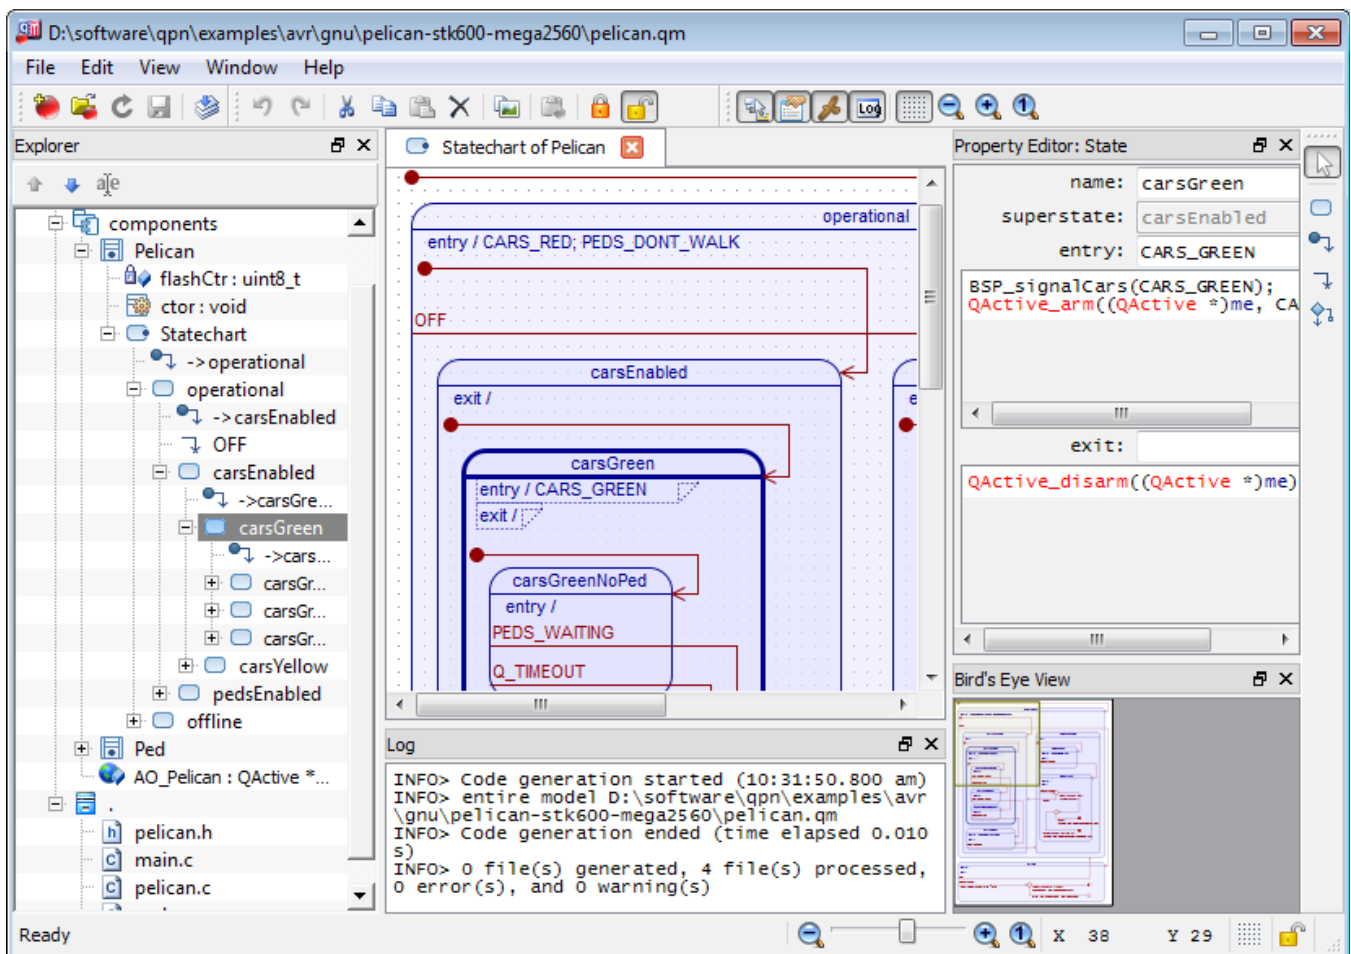 D:\software\qpn\examples\avr\gnu\pelican-stk600-mega2560\pelican.qm
File Edit View Window Help
Explorer
components
Pelican
flashCtr : uint8_t
ctor : void
Statechart
->operational
operational
->carsEnabled
OFF
carsEnabled
->carsGre...
carsGreen
->cars...
carsGr...
carsGr...
carsGr...
carsYellow
pedsEnabled
offline
Ped
AO_Pelican : QActive *...
.
pelican.h
main.c
pelican.c
Statechart of Pelican
operational
entry / CARS_RED; PEDS_DONT_WALK
OFF
carsEnabled
exit /
e
carsGreen
entry / CARS_GREEN
exit /
carsGreenNoPed
entry /
PEDS_WAITING
Q_TIMEOUT
Log
INFO> Code generation started (10:31:50.800 am)
INFO> entire model D:\software\qpn\examples\avr
\gnu\pelican-stk600-mega2560\pelican.qm
INFO> Code generation ended (time elapsed 0.010
s)
INFO> 0 file(s) generated, 4 file(s) processed,
0 error(s), and 0 warning(s)
Property Editor: State
name: carsGreen
superstate: carsEnabled
entry: CARS_GREEN
BSP_signalCars(CARS_GREEN);
QActive_arm((QActive *)me, CA
exit:
QActive_disarm((QActive *)me)
Bird's Eye View
Ready
X 38 Y 29